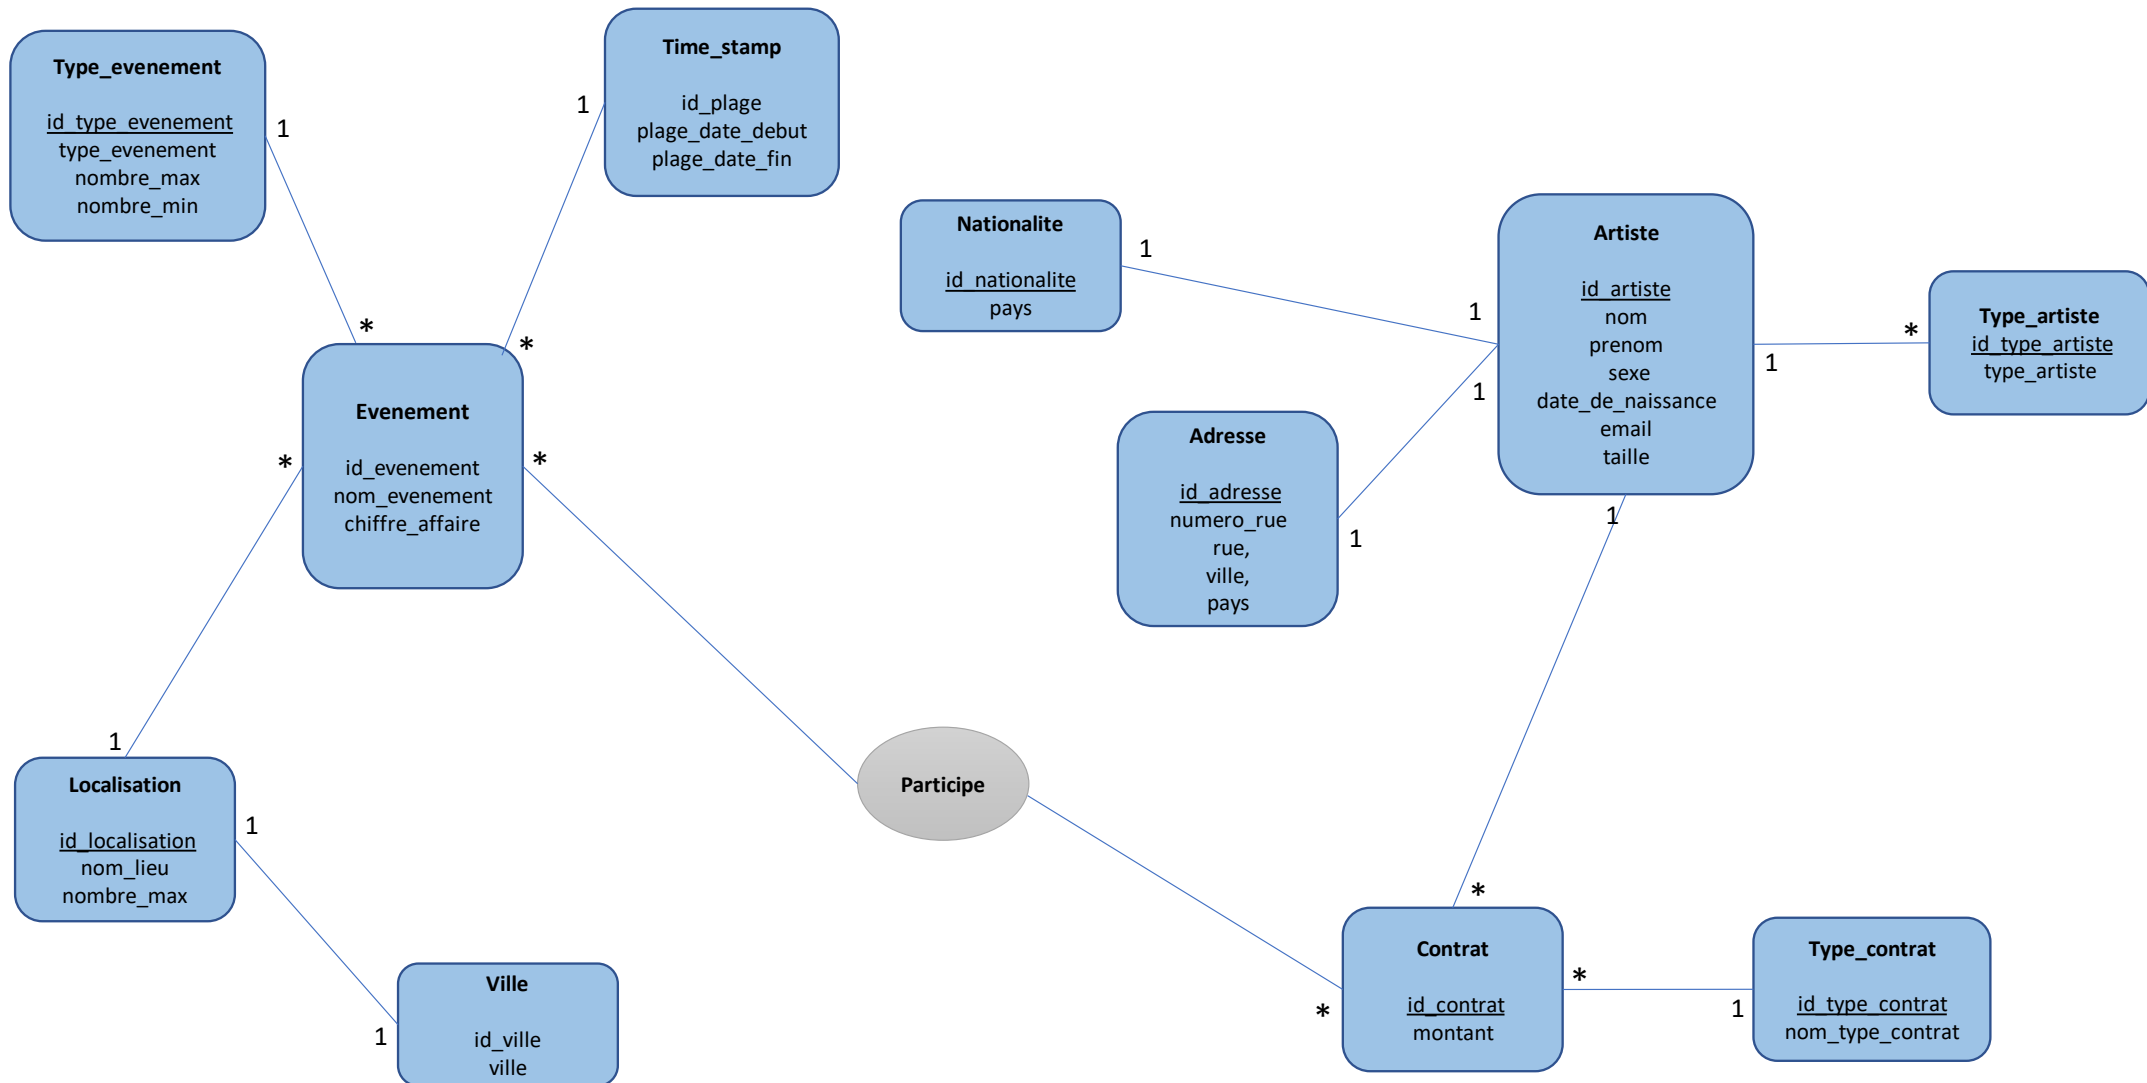 Type_evenement
id_type_evenement
type_evenement
nombre_max
nombre_min
1
*
Time_stamp
id_plage
plage_date_debut
plage_date_fin
1
*
Nationalite
id_nationalite
pays
1
1
Artiste
id_artiste
nom
prenom
sexe
date_de_naissance
email
taille
1
*
Type_artiste
id_type_artiste
type_artiste
Evenement
id_evenement
nom_evenement
chiffre_affaire
*
*
Adresse
id_adresse
numero_rue
rue,
ville,
pays
1
1
1
*
1
Localisation
id_localisation
nom_lieu
nombre_max
1
1
Ville
id_ville
ville
Participe
*
Contrat
id_contrat
montant
*
1
Type_contrat
id_type_contrat
nom_type_contrat